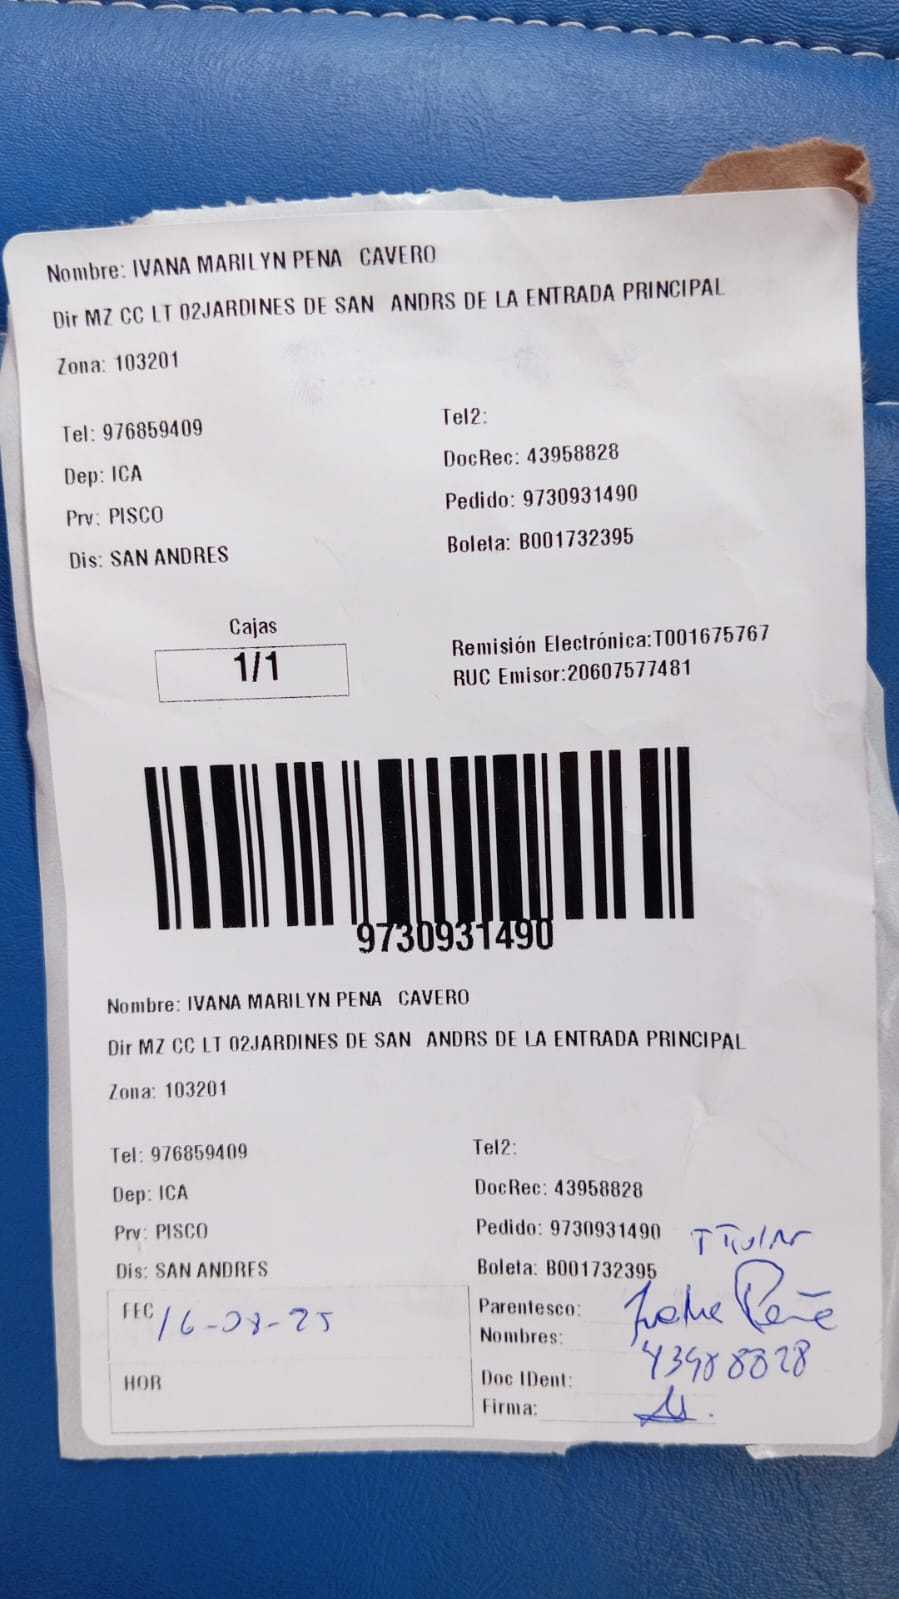 Nombre: IVANA MARILYN PENA CAVERO
Dir MZ CC LT 02JARDINES DE SAN ANDRS DE LA ENTRADA PRINCIPAL
Zona: 103201
Tel: 976859409 Tel2:
Dep: ICA DocRec: 43958828
Prv: PISCO Pedido: 9730931490
Dis: SAN ANDRES Boleta: B001732395
Cajas
1/1
Remisión Electrónica:T001675767
RUC Emisor:20607577481
9730931490
Nombre: IVANA MARILYN PENA CAVERO
Dir MZ CC LT 02JARDINES DE SAN ANDRS DE LA ENTRADA PRINCIPAL
Zona: 103201
Tel: 976859409 Tel2:
Dep: ICA DocRec: 43958828
Prv: PISCO Pedido: 9730931490 Titular
Dis: SAN ANDRES Boleta: B001732395
FEC 16-08-25 Parentesco: Peña
Nombres:
HOR Doc IDent: 43958828
Firma: